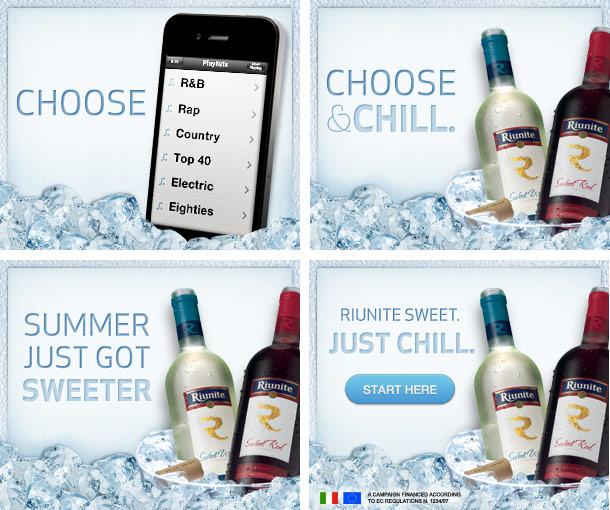 CHOOSE
Playlists
R&B
Rap
Country
Top 40
Electric
Eighties
CHOOSE
&CHILL.
Riunite
R
Riunite
R
Sweet Red
SUMMER
JUST GOT
SWEETER
Riunite
R
Riunite
R
Sweet Red
RIUNITE SWEET.
JUST CHILL.
START HERE
Riunite
R
Riunite
R
Sweet Red
A CAMPAIGN FINANCED ACCORDING
TO EC REGULATIONS N. 1234/07